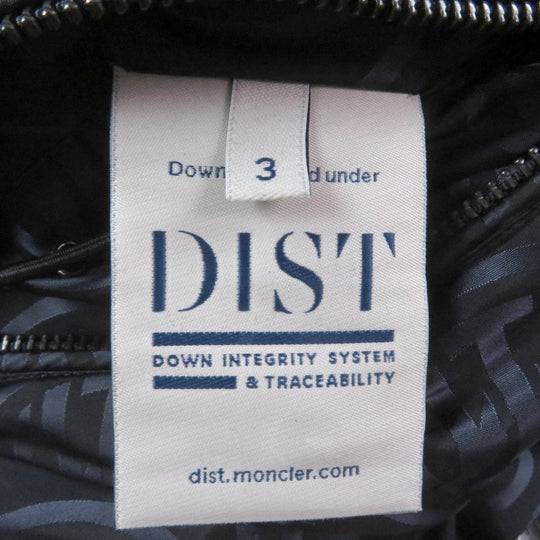 3
Down d under
DIST
DOWN INTEGRITY SYSTEM
& TRACEABILITY
dist.moncler.com